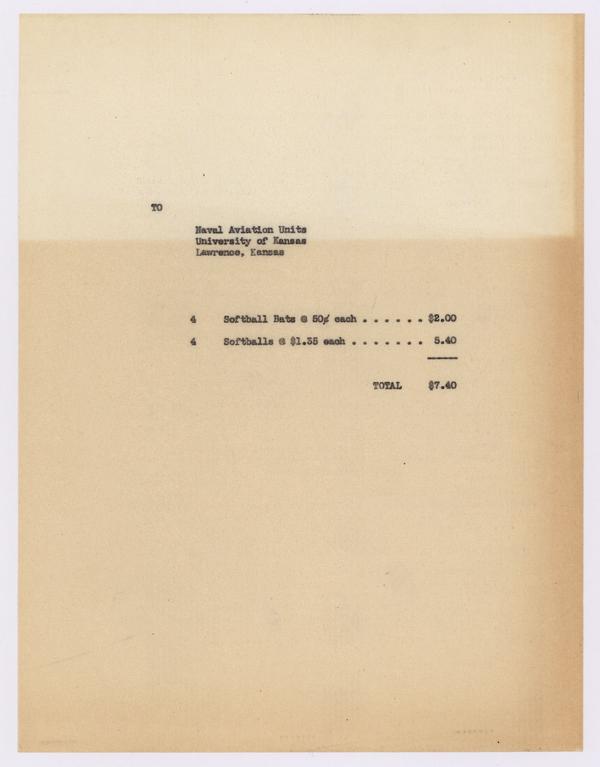 TO
Naval Aviation Units
University of Kansas
Lawrence, Kansas
4 Softball Bats @ 50¢ each . . . . . . $2.00
4 Softballs @ $1.35 each . . . . . . . 5.40
TOTAL $7.40